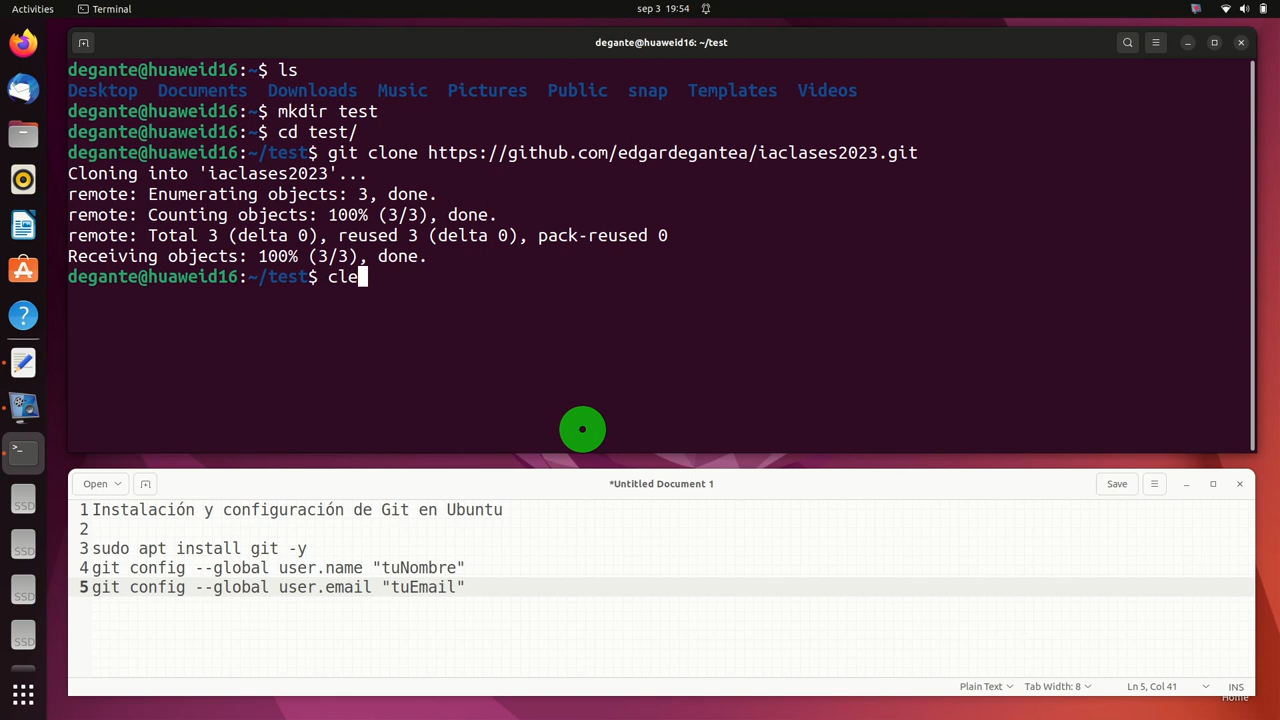 Activities
Terminal
sep 3 19:54
degante@huaweid16: ~/test
degante@huaweid16:~$ ls
Desktop Documents Downloads Music Pictures Public snap Templates Videos
degante@huaweid16:~$ mkdir test
degante@huaweid16:~$ cd test/
degante@huaweid16:~/test$ git clone https://github.com/edgardegantea/iaclases2023.git
Cloning into 'iaclases2023'...
remote: Enumerating objects: 3, done.
remote: Counting objects: 100% (3/3), done.
remote: Total 3 (delta 0), reused 3 (delta 0), pack-reused 0
Receiving objects: 100% (3/3), done.
degante@huaweid16:~/test$ cle
Open
*Untitled Document 1
Save
1 Instalación y configuración de Git en Ubuntu
2
3 sudo apt install git -y
4 git config --global user.name "tuNombre"
5 git config --global user.email "tuEmail"
Plain Text
Tab Width: 8
Ln 5, Col 41
INS
Home
SSD
SSD
SSD
SSD